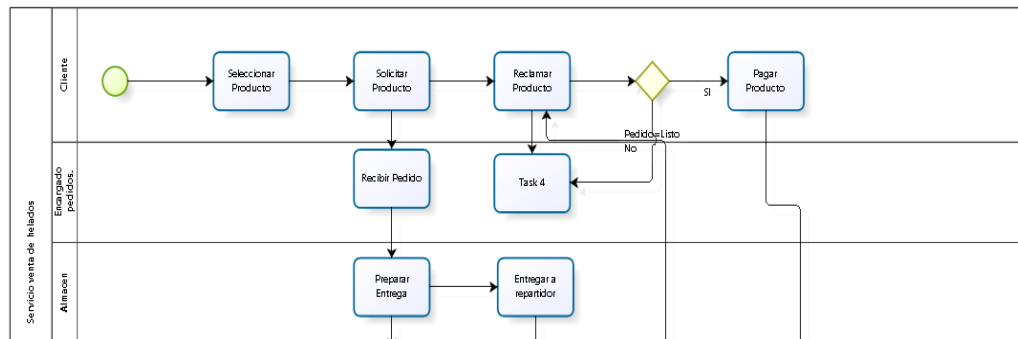 Servicio venta de helados
Cliente
Seleccionar
Producto
Solicitar
Producto
Reclamar
Producto
SI
Pagar
Producto
Pedido=Listo
No
Encargado
pedidos.
Recibir Pedido
Task 4
Almacen
Preparar
Entrega
Entregar a
repartidor